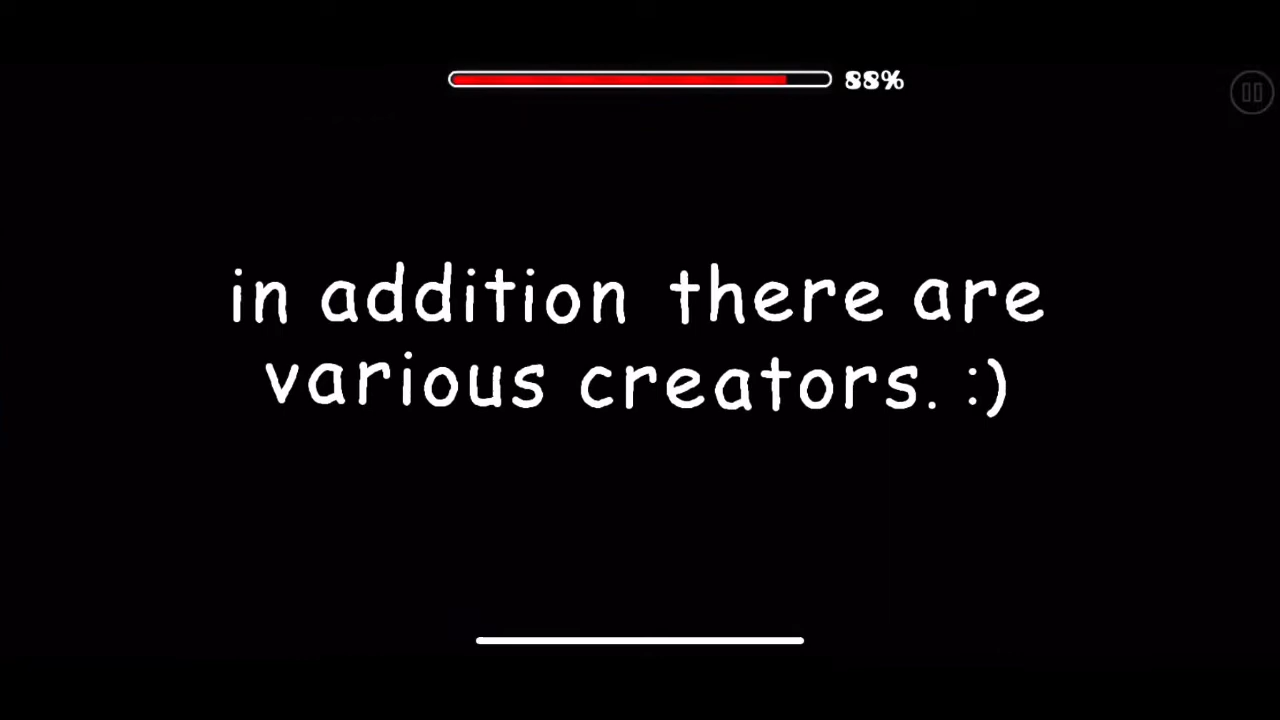 88%
in addition there are
various creators. :)